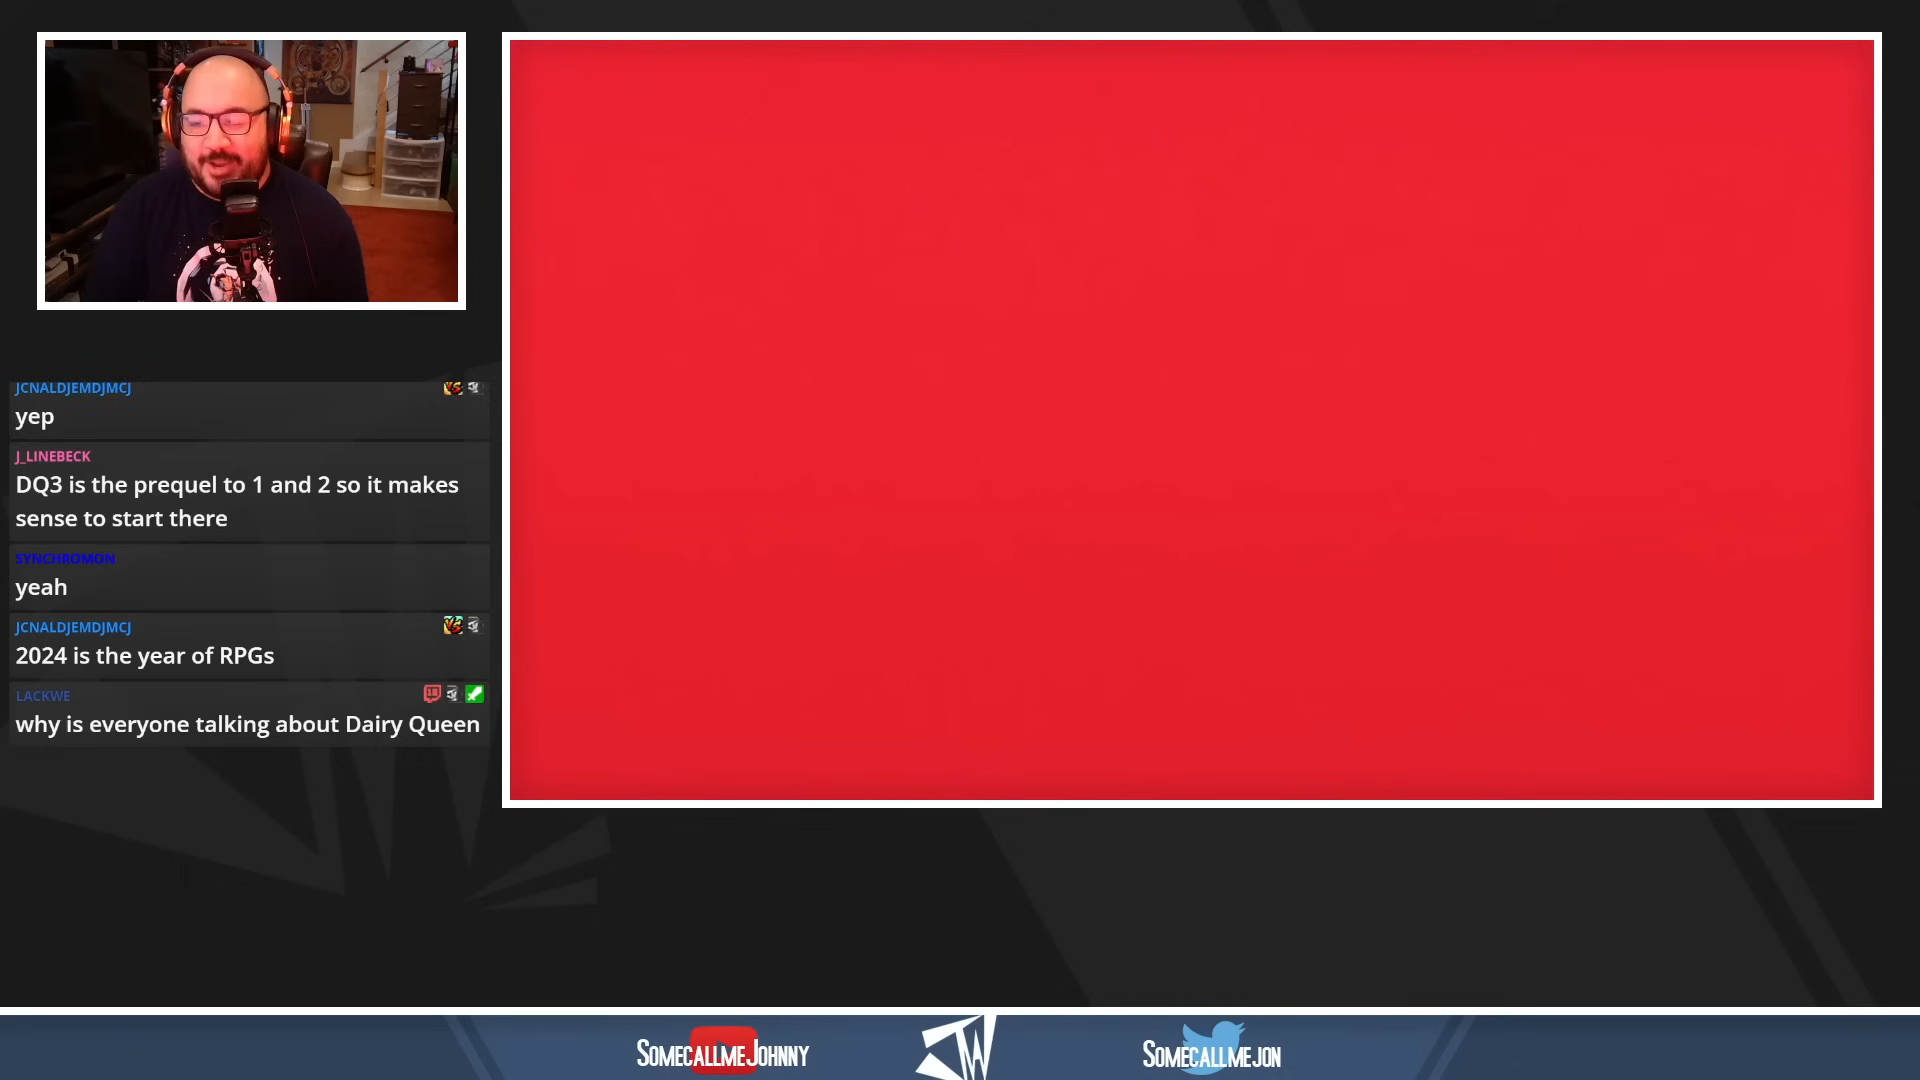 JCNALDJEMDJMCJ
yep
J_LINEBECK
DQ3 is the prequel to 1 and 2 so it makes
sense to start there
SYNCHROMON
yeah
JCNALDJEMDJMCJ
2024 is the year of RPGs
LACKWE
why is everyone talking about Dairy Queen
SOMECALLMEJOHNNY
SOMECALLMEJON